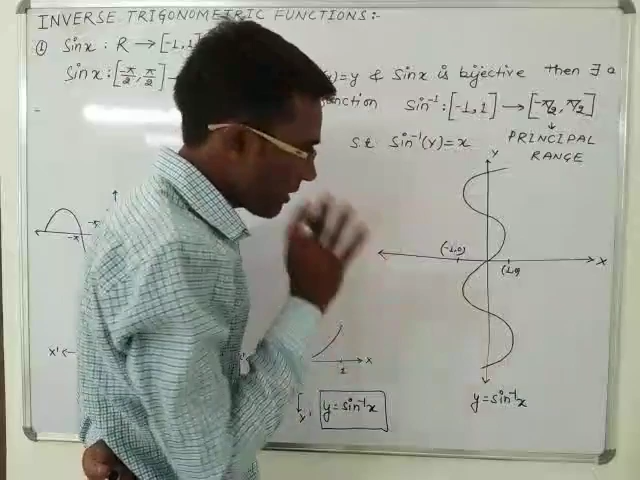 INVERSE TRIGONOMETRIC FUNCTIONS:-
① Sinx : R → [-1,1]
Sinx : [-π/2, π/2] → )=y & Sinx is bijective then ∃ a
function Sin⁻¹ : [-1,1] → [-π/2, π/2]
s.t Sin⁻¹(y)=x PRINCIPAL
RANGE
Y
(-1,0) (1,0) X
-π
X' X
1
y=sin⁻¹x
y=sin⁻¹x